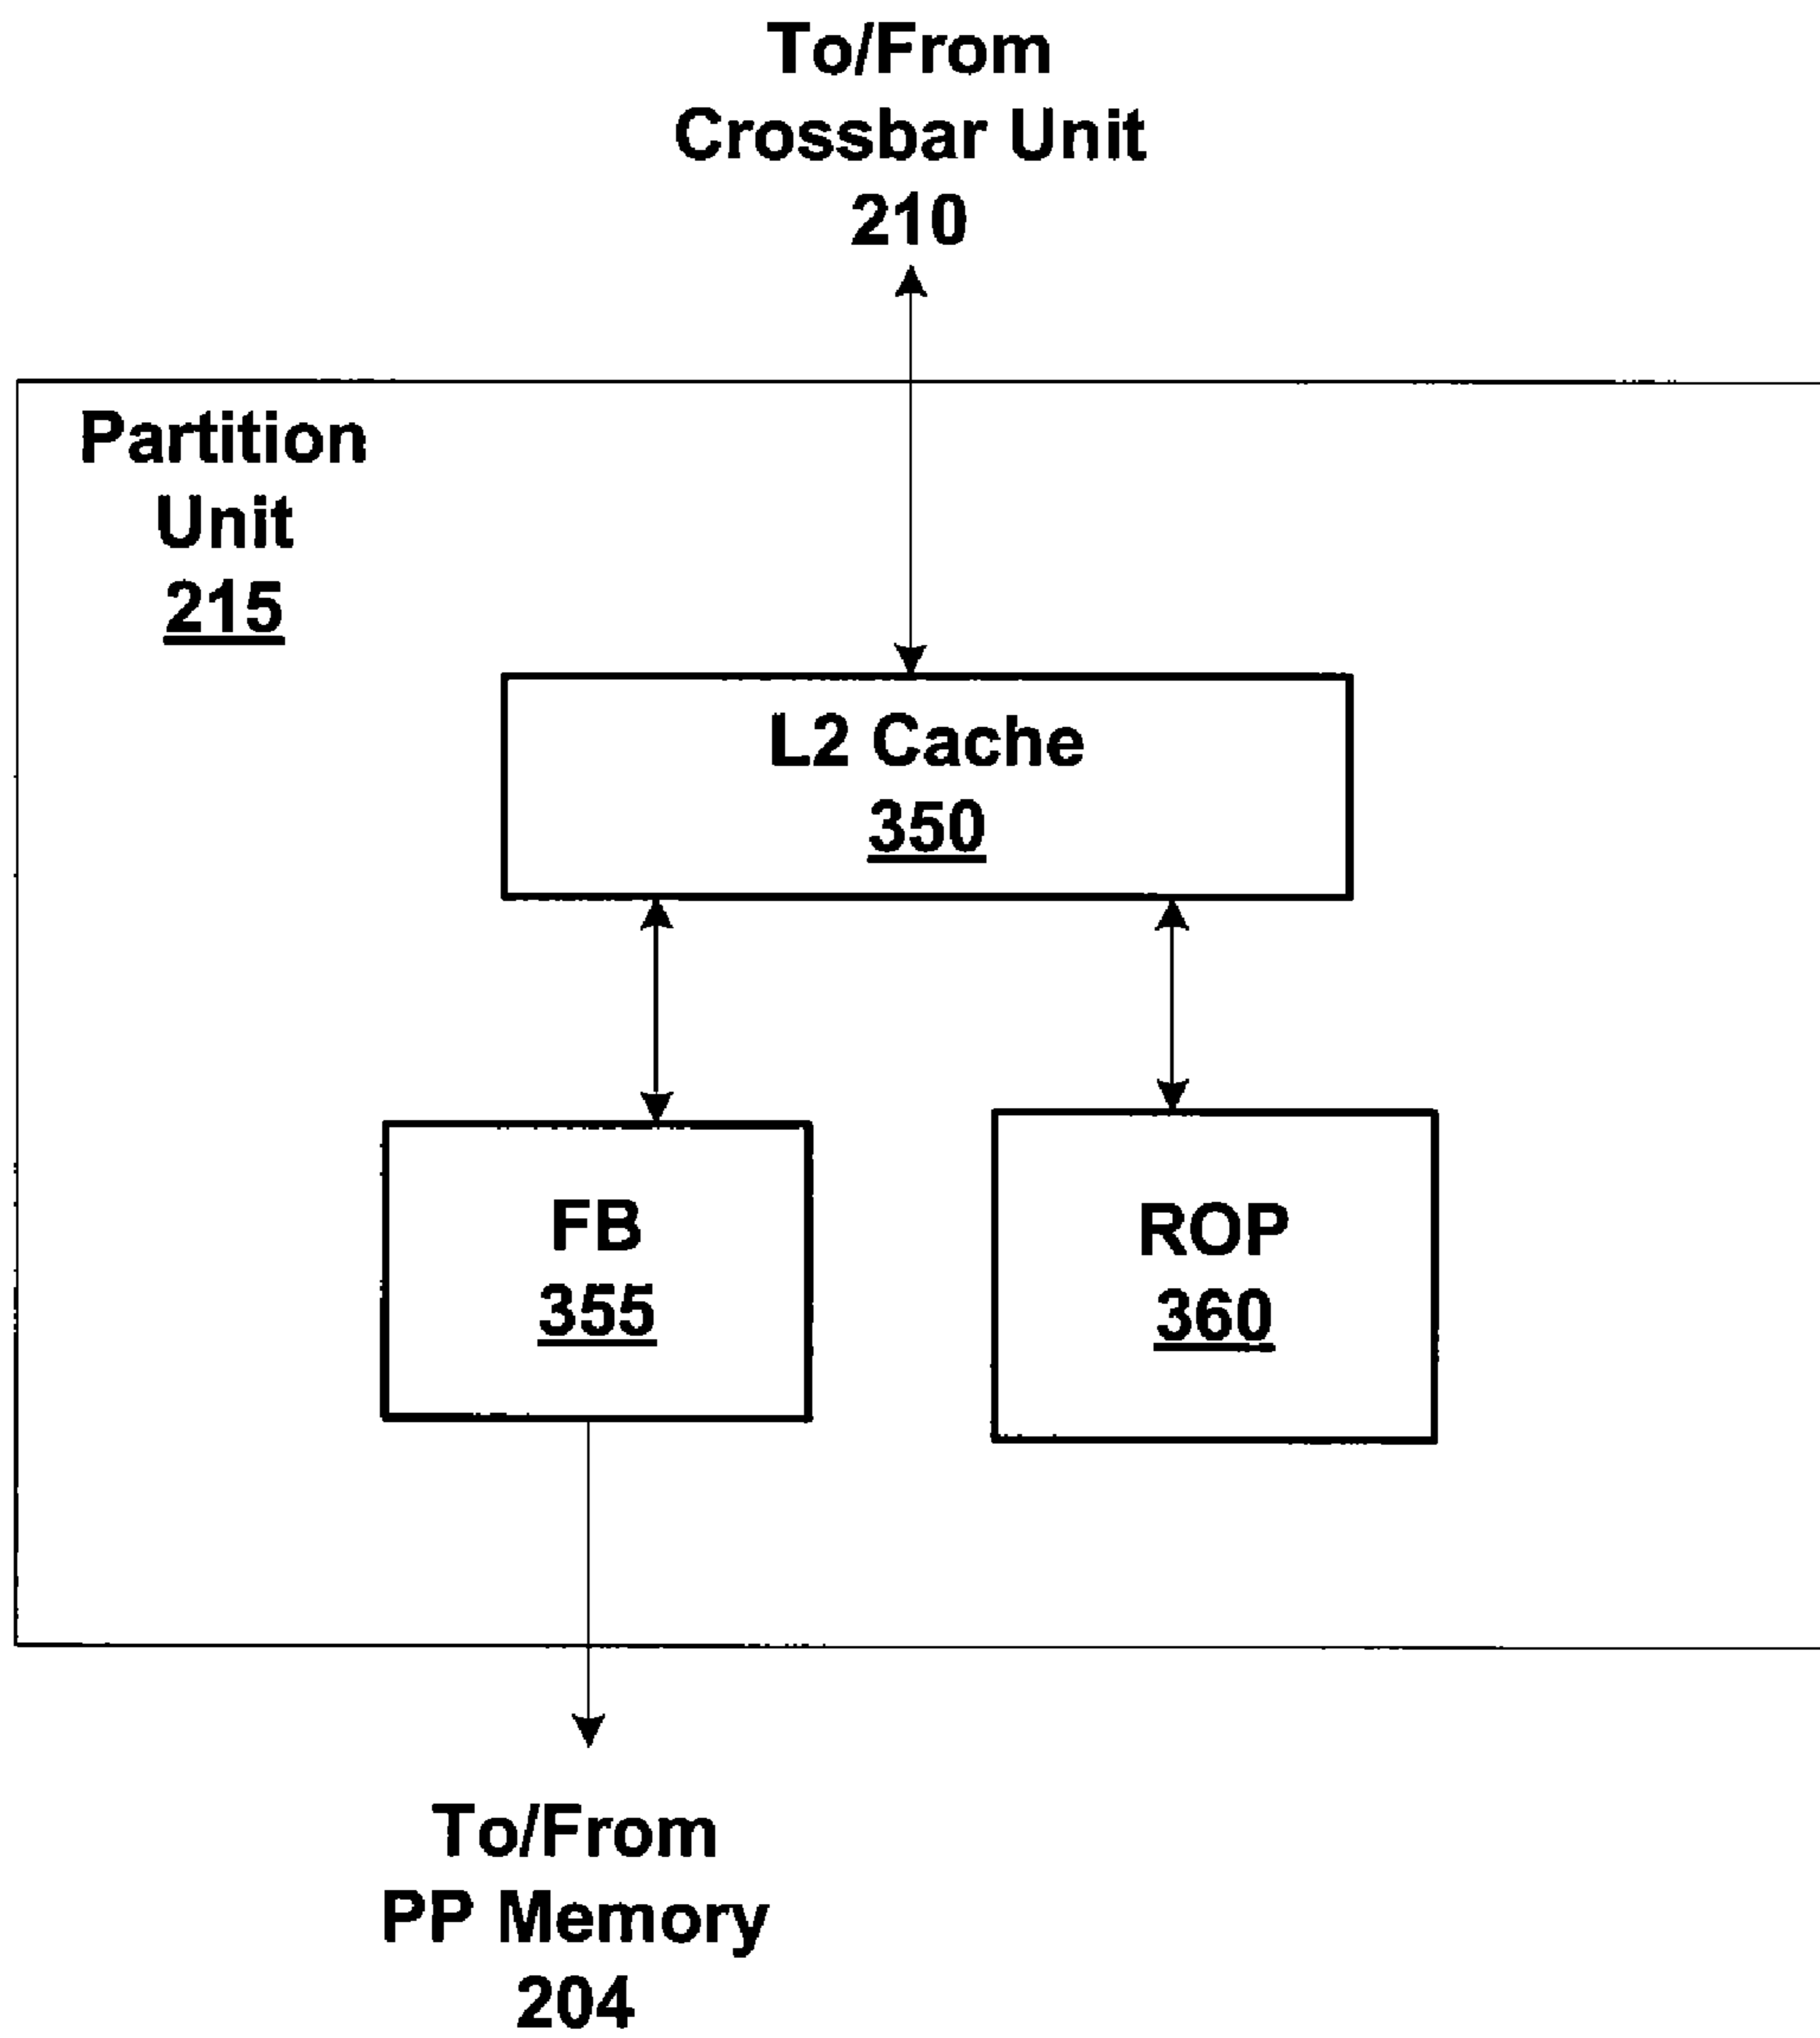 To/From
Crossbar Unit
210
Partition
Unit
215
L2 Cache
350
FB
355
ROP
360
To/From
PP Memory
204